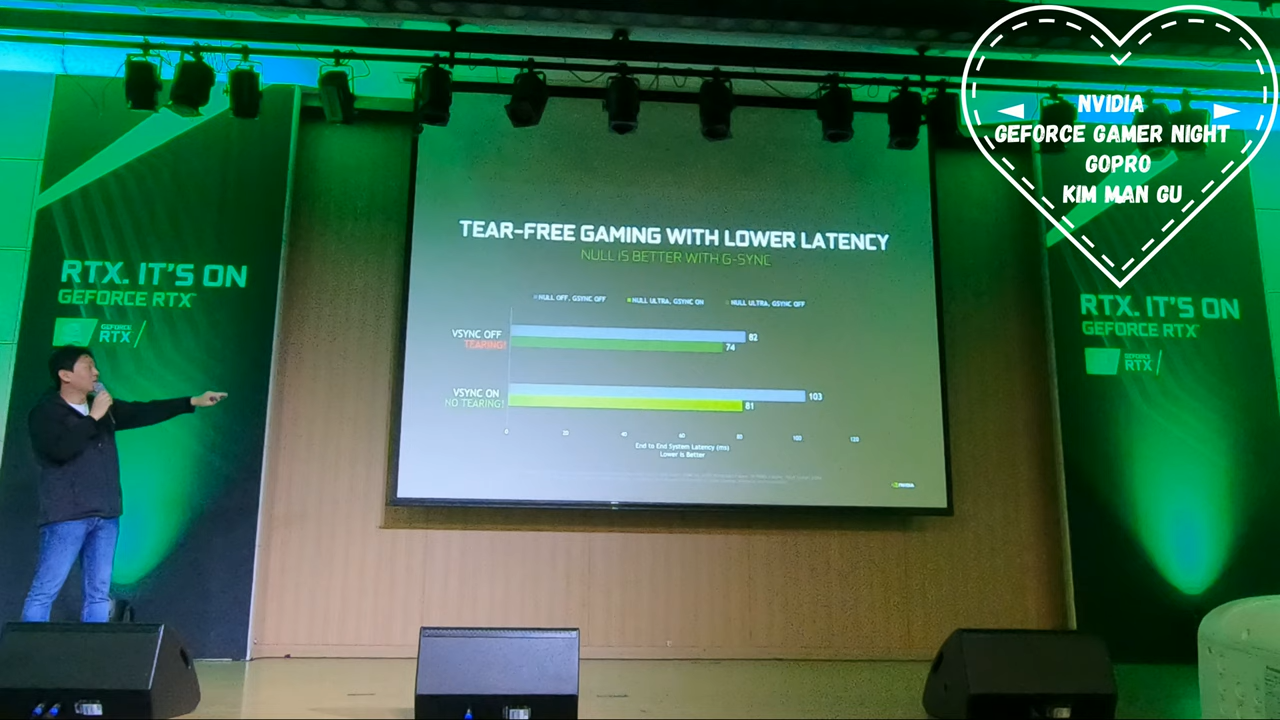 NVIDIA
GEFORCE GAMER NIGHT
GOPRO
KIM MAN GU
RTX. IT'S ON
GEFORCE RTX
GEFORCE
RTX
TEAR-FREE GAMING WITH LOWER LATENCY
NULL IS BETTER WITH G-SYNC
NULL OFF, GSYNC OFF
NULL ULTRA, GSYNC ON
NULL ULTRA, GSYNC OFF
VSYNC OFF
TEARING!
82
74
VSYNC ON
NO TEARING!
103
81
0 20 40 60 80 100 120
End to End System Latency (ms)
Lower is Better
NVIDIA
RTX. IT'S ON
GEFORCE RTX
GEFORCE
RTX